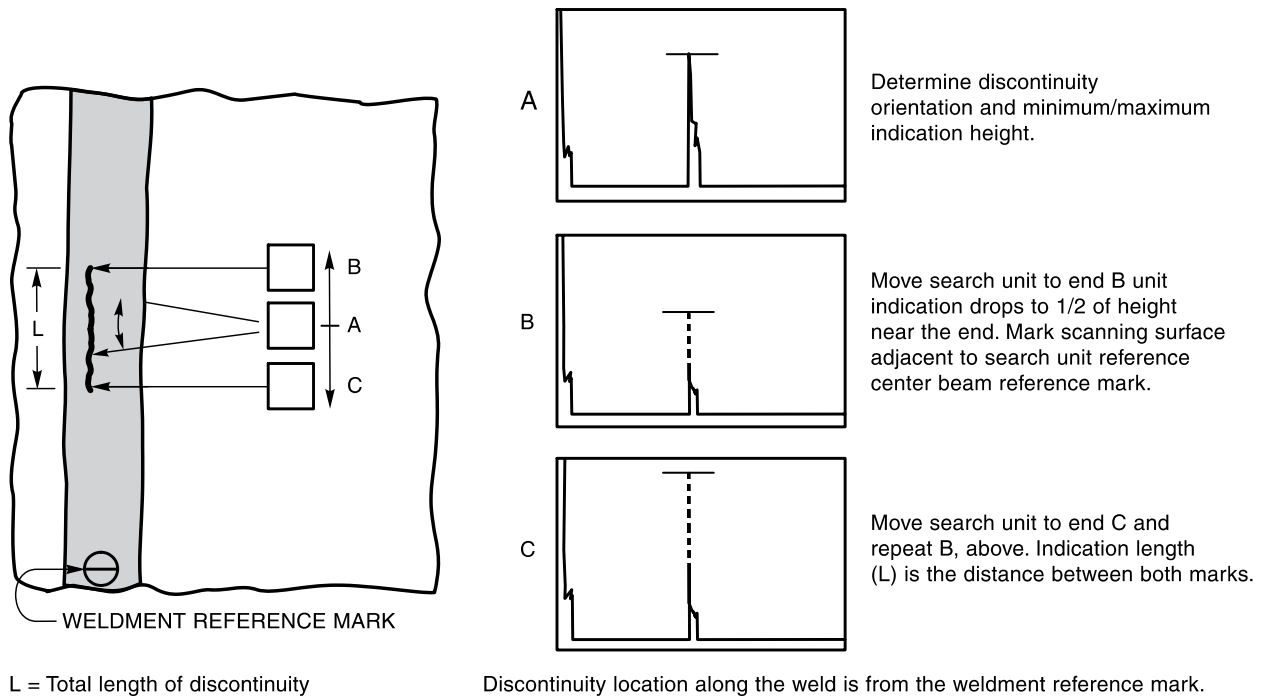 A
Determine discontinuity
orientation and minimum/maximum
indication height.
B
A
C
L
B
Move search unit to end B unit
indication drops to 1/2 of height
near the end. Mark scanning surface
adjacent to search unit reference
center beam reference mark.
C
Move search unit to end C and
repeat B, above. Indication length
(L) is the distance between both marks.
WELDMENT REFERENCE MARK
L = Total length of discontinuity
Discontinuity location along the weld is from the weldment reference mark.